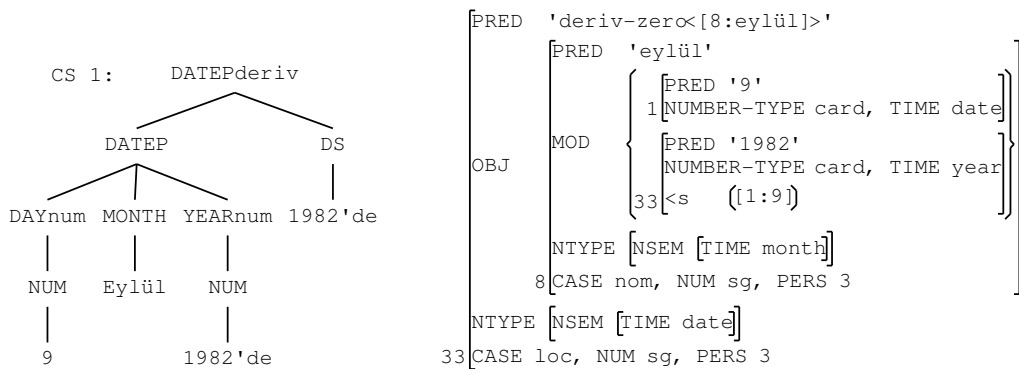 CS 1: DATEPderiv
DATEP DS
DAYnum MONTH YEARnum 1982'de
NUM Eylül NUM
9 1982'de
PRED 'deriv-zero<[8:eylül]>'
PRED 'eylül'
PRED '9'
1 NUMBER-TYPE card, TIME date
MOD
PRED '1982'
NUMBER-TYPE card, TIME year
OBJ
33 <s ([1:9])
NTYPE [NSEM [TIME month]]
8 CASE nom, NUM sg, PERS 3
NTYPE [NSEM [TIME date]]
33 CASE loc, NUM sg, PERS 3